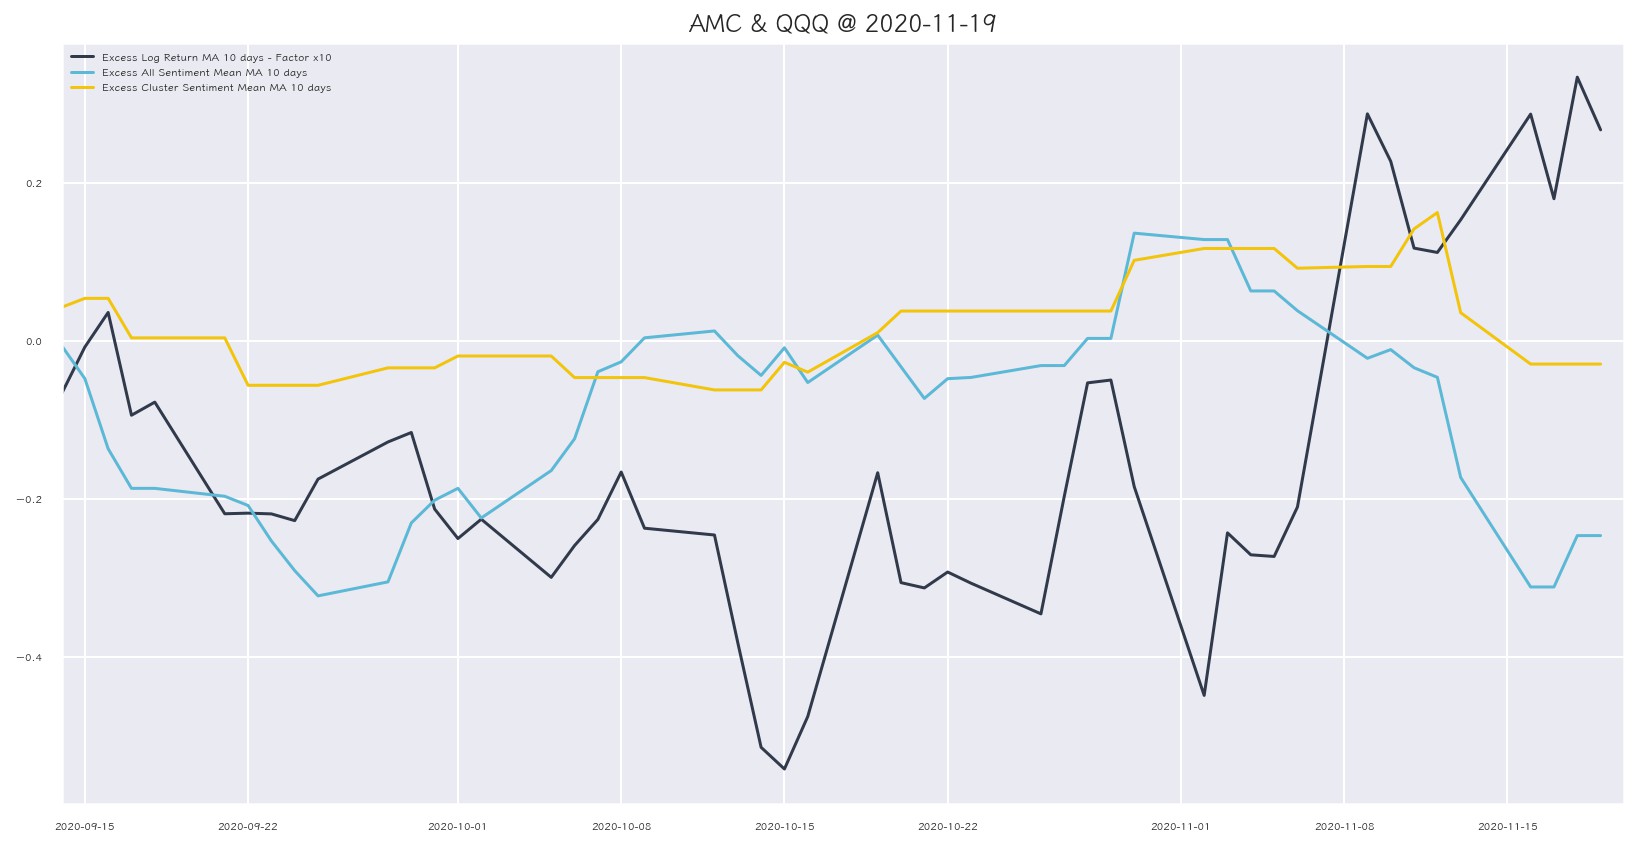 AMC & QQQ @ 2020-11-19
Excess Log Return MA 10 days - Factor x10
Excess All Sentiment Mean MA 10 days
Excess Cluster Sentiment Mean MA 10 days
0.2
0.0
−0.2
−0.4
2020-09-15 2020-09-22 2020-10-01 2020-10-08 2020-10-15 2020-10-22 2020-11-01 2020-11-08 2020-11-15